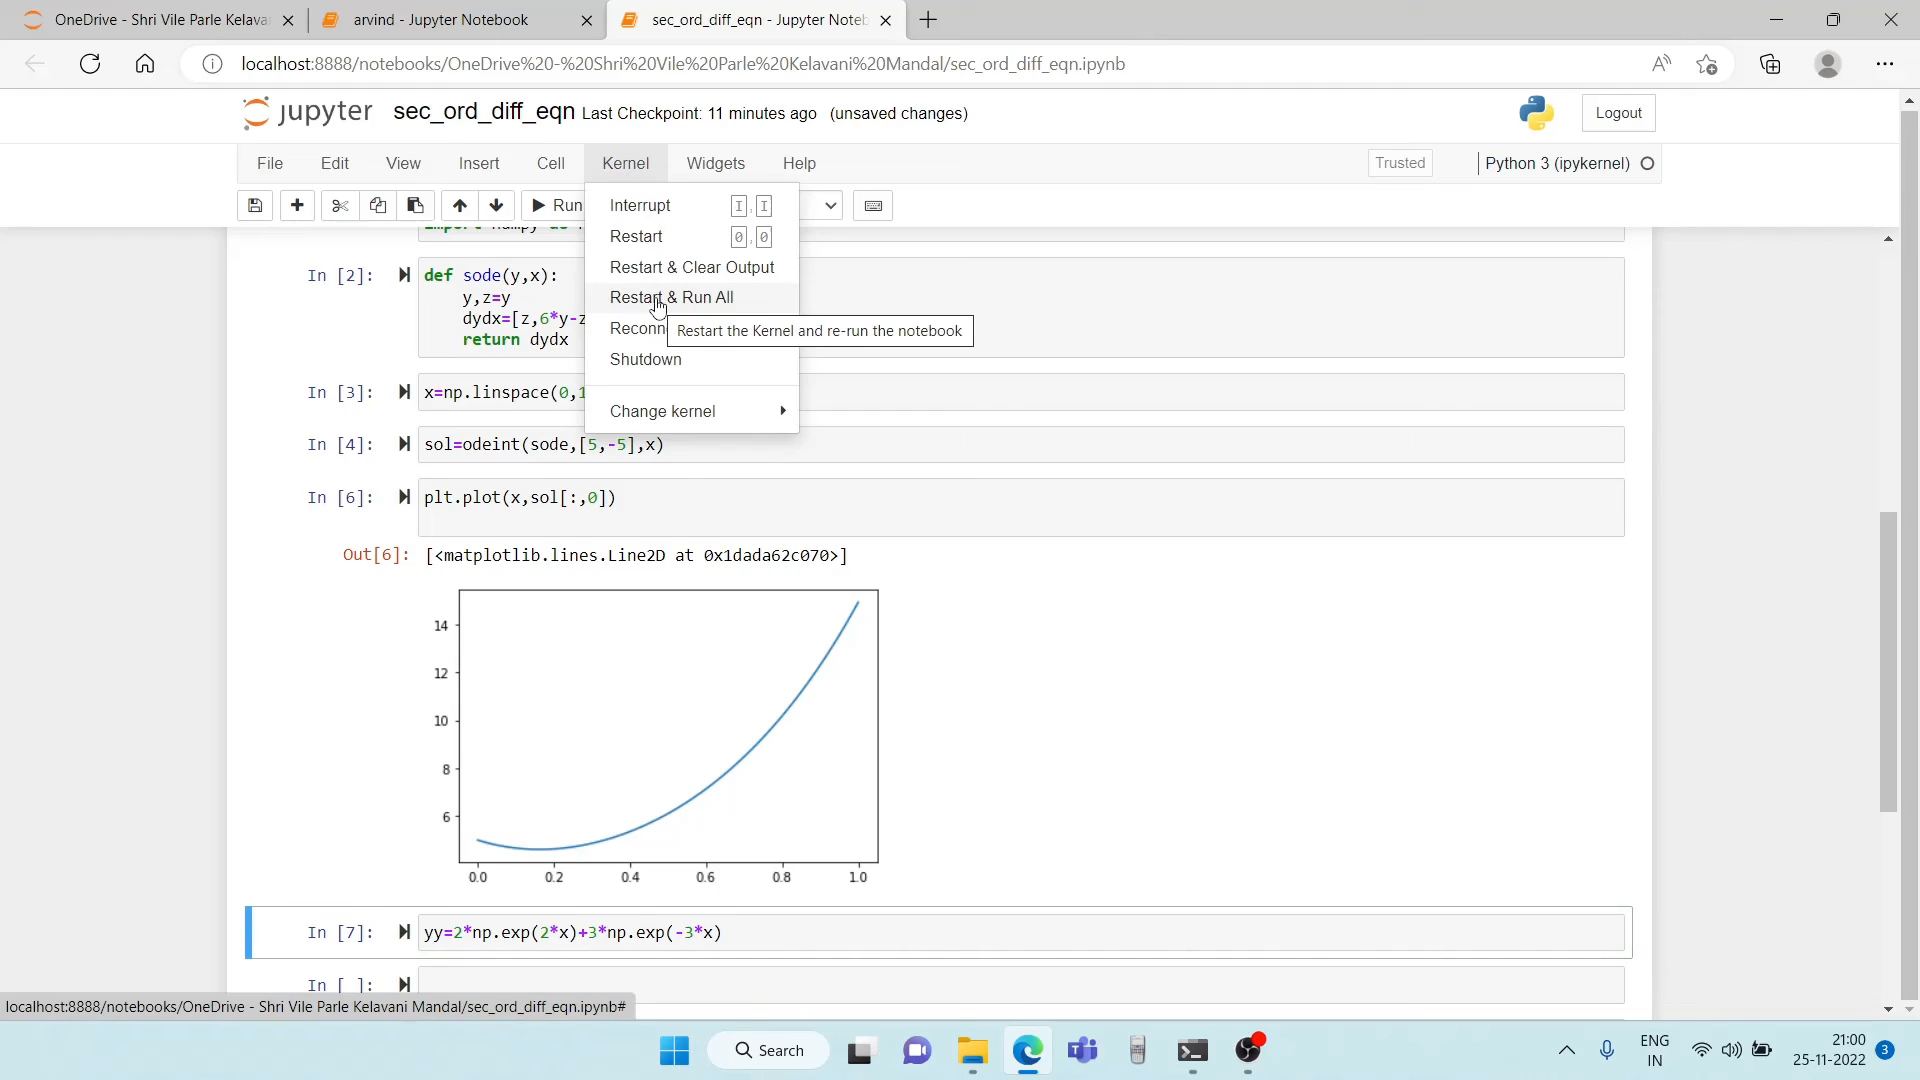 OneDrive - Shri Vile Parle Kelava
arvind - Jupyter Notebook
sec_ord_diff_eqn - Jupyter Noteb
localhost:8888/notebooks/OneDrive%20-%20Shri%20Vile%20Parle%20Kelavani%20Mandal/sec_ord_diff_eqn.ipynb
jupyter sec_ord_diff_eqn Last Checkpoint: 11 minutes ago (unsaved changes)
Logout
File Edit View Insert Cell Kernel Widgets Help
Trusted
Python 3 (ipykernel)
Run
Interrupt I,I
Restart 0,0
Restart & Clear Output
Restart & Run All
Reconn
Restart the Kernel and re-run the notebook
Shutdown
Change kernel
In [2]: def sode(y,x):
y,z=y
dydx=[z,6*y-z
return dydx
In [3]: x=np.linspace(0,1
In [4]: sol=odeint(sode,[5,-5],x)
In [6]: plt.plot(x,sol[:,0])
Out[6]: [<matplotlib.lines.Line2D at 0x1dada62c070>]
14
12
10
8
6
0.0 0.2 0.4 0.6 0.8 1.0
In [7]: yy=2*np.exp(2*x)+3*np.exp(-3*x)
In [ ]:
localhost:8888/notebooks/OneDrive - Shri Vile Parle Kelavani Mandal/sec_ord_diff_eqn.ipynb#
Search
ENG
IN
21:00
25-11-2022
3